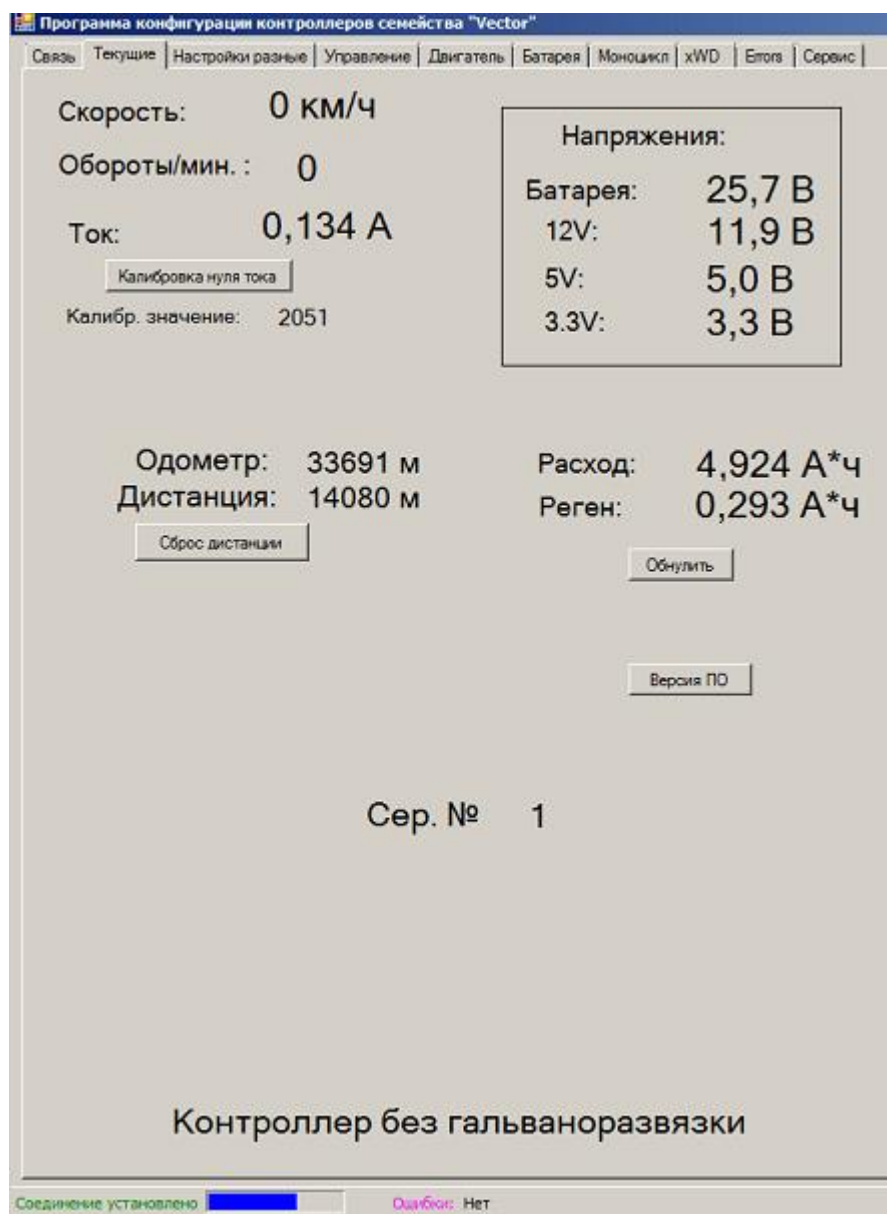 Программа конфигурации контроллеров семейства "Vector"
Связь Текущие Настройки разные Управление Двигатель Батарея Моноцикл xWD Errors Сервис
Скорость: 0 км/ч
Обороты/мин. : 0
Ток: 0,134 А
Калибровка нуля тока
Калибр. значение: 2051
Напряжения:
Батарея: 25,7 В
12V: 11,9 В
5V: 5,0 В
3.3V: 3,3 В
Одометр: 33691 м
Дистанция: 14080 м
Сброс дистанции
Расход: 4,924 А*ч
Реген: 0,293 А*ч
Обнулить
Версия ПО
Сер. № 1
Контроллер без гальваноразвязки
Соединение установлено Ошибки: Нет